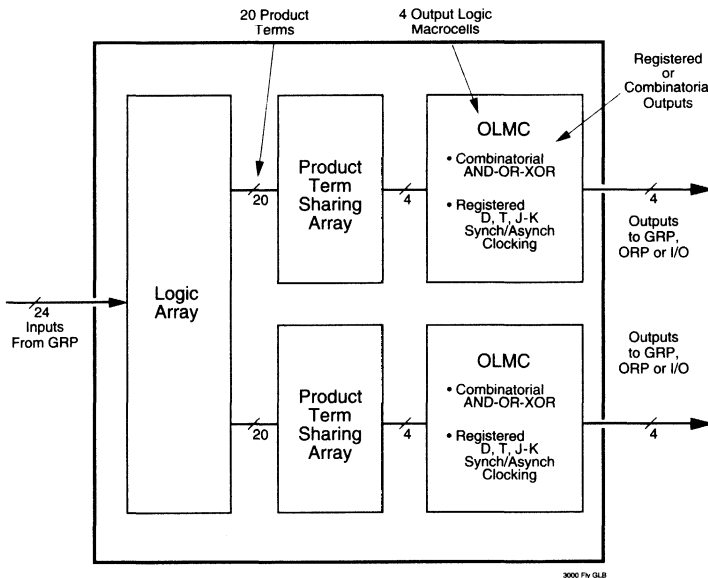 20 Product
Terms
4 Output Logic
Macrocells
Registered
or
Combinatorial
Outputs
OLMC
• Combinatorial
AND-OR-XOR
• Registered
D, T, J-K
Synch/Asynch
Clocking
Product
Term
Sharing
Array
20
4
4
Outputs
to GRP,
ORP or I/O
Logic
Array
24
Inputs
From GRP
Outputs
to GRP,
ORP or I/O
OLMC
• Combinatorial
AND-OR-XOR
• Registered
D, T, J-K
Synch/Asynch
Clocking
Product
Term
Sharing
Array
20
4
4
3000 Fly GLB